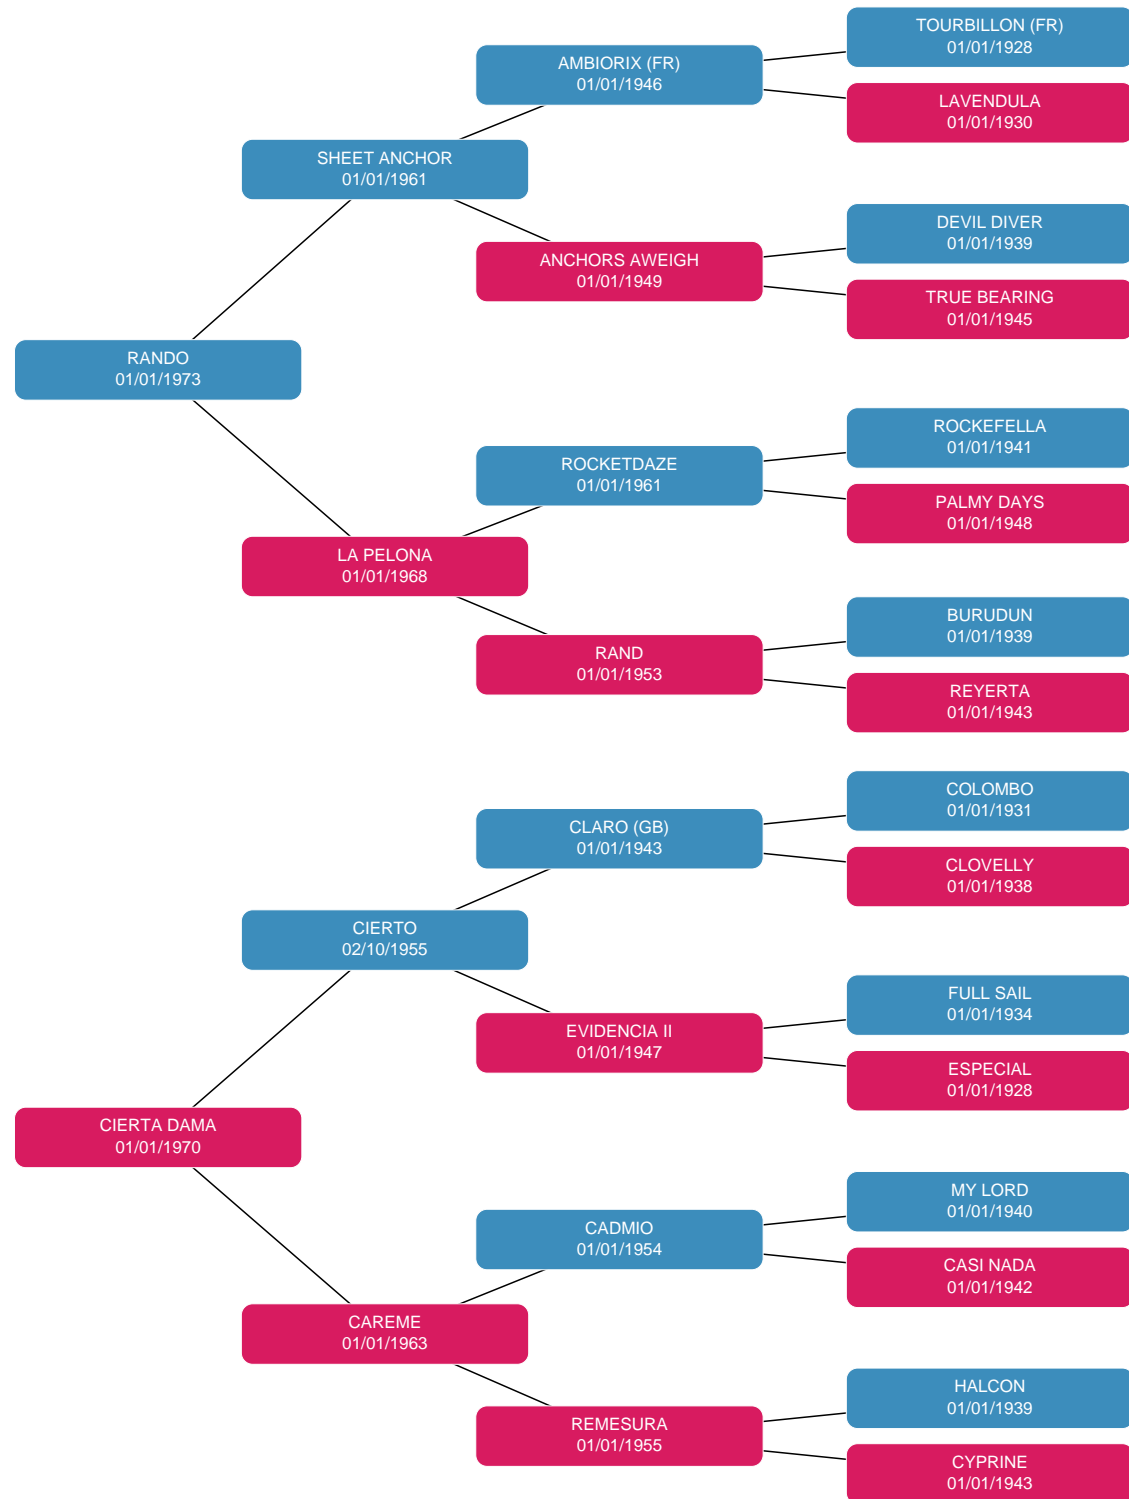 TOURBILLON (FR)
01/01/1928
AMBIORIX (FR)
01/01/1946
LAVENDULA
01/01/1930
SHEET ANCHOR
01/01/1961
DEVIL DIVER
01/01/1939
ANCHORS AWEIGH
01/01/1949
TRUE BEARING
01/01/1945
RANDO
01/01/1973
ROCKEFELLA
01/01/1941
ROCKETDAZE
01/01/1961
PALMY DAYS
01/01/1948
LA PELONA
01/01/1968
BURUDUN
01/01/1939
RAND
01/01/1953
REYERTA
01/01/1943
COLOMBO
01/01/1931
CLARO (GB)
01/01/1943
CLOVELLY
01/01/1938
CIERTO
02/10/1955
FULL SAIL
01/01/1934
EVIDENCIA II
01/01/1947
ESPECIAL
01/01/1928
CIERTA DAMA
01/01/1970
MY LORD
01/01/1940
CADMIO
01/01/1954
CASI NADA
01/01/1942
CAREME
01/01/1963
HALCON
01/01/1939
REMESURA
01/01/1955
CYPRINE
01/01/1943